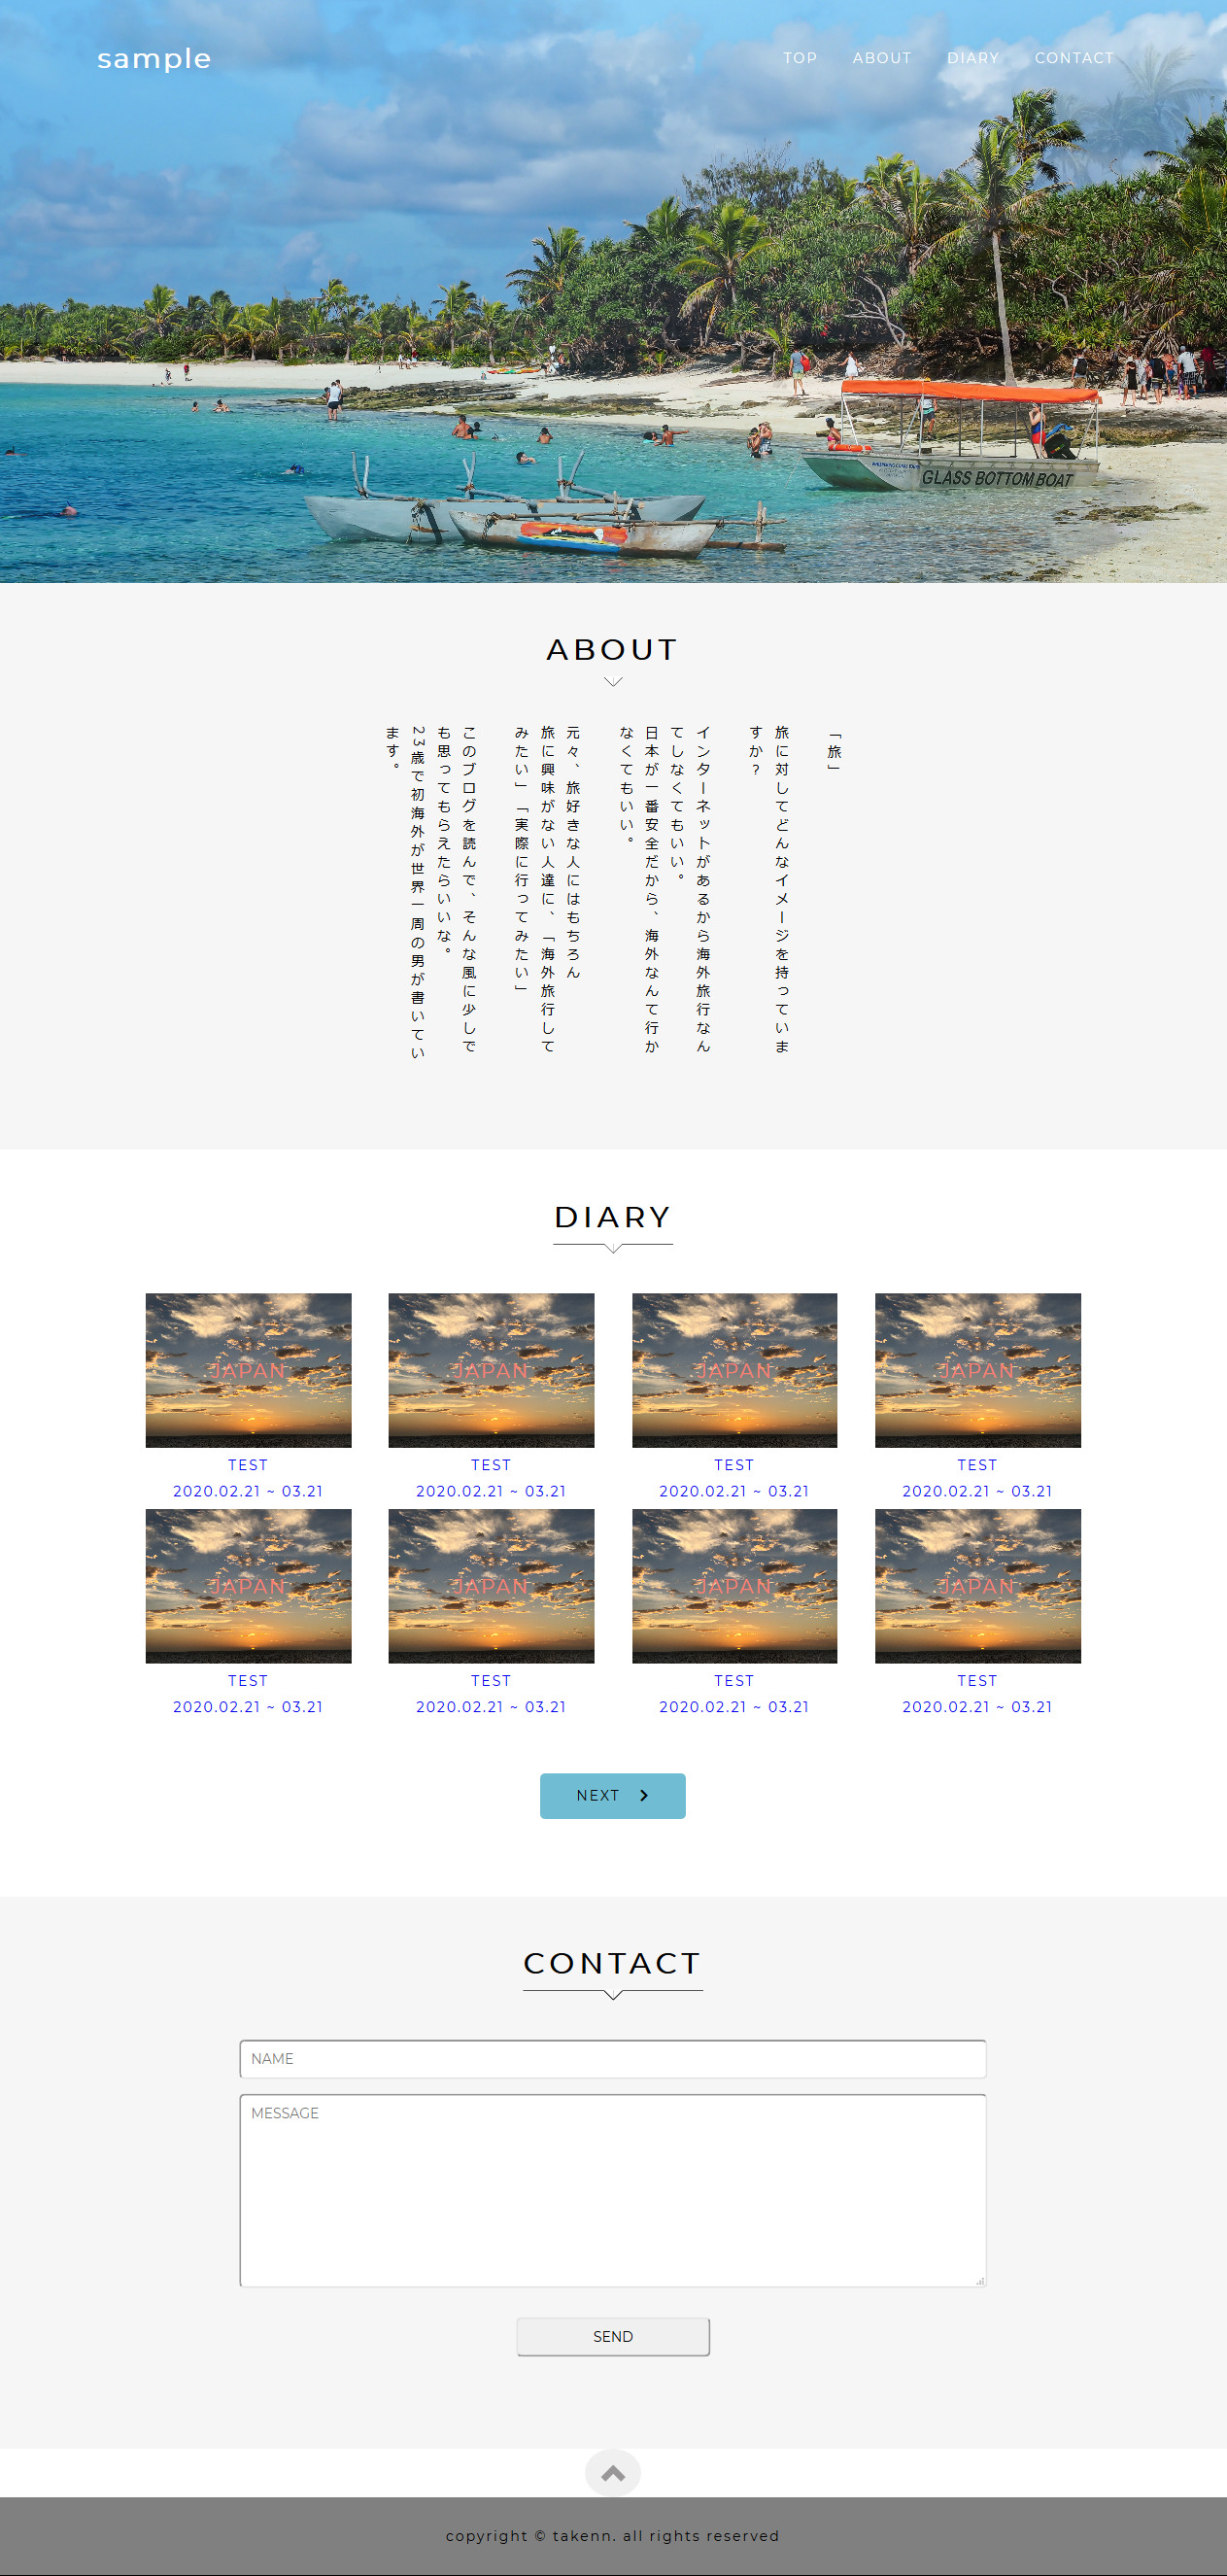 sample
TOP ABOUT DIARY CONTACT
GLASS BOTTOM BOAT
ABOUT
「旅」
旅に対してどんなイメージを持っていま
すか?
インターネットがあるから海外旅行なん
てしなくてもいい。
日本が一番安全だから、海外なんて行か
なくてもいい。
元々、旅好きな人にはもちろん
旅に興味がない人達に、「海外旅行して
みたい」「実際に行ってみたい」
このブログを読んで、そんな風に少しで
も思ってもらえたらいいな。
23歳で初海外が世界一周の男が書いてい
ます。
DIARY
JAPAN JAPAN JAPAN JAPAN
TEST TEST TEST TEST
2020.02.21 ~ 03.21 2020.02.21 ~ 03.21 2020.02.21 ~ 03.21 2020.02.21 ~ 03.21
JAPAN JAPAN JAPAN JAPAN
TEST TEST TEST TEST
2020.02.21 ~ 03.21 2020.02.21 ~ 03.21 2020.02.21 ~ 03.21 2020.02.21 ~ 03.21
NEXT
CONTACT
NAME
MESSAGE
SEND
copyright © takenn. all rights reserved